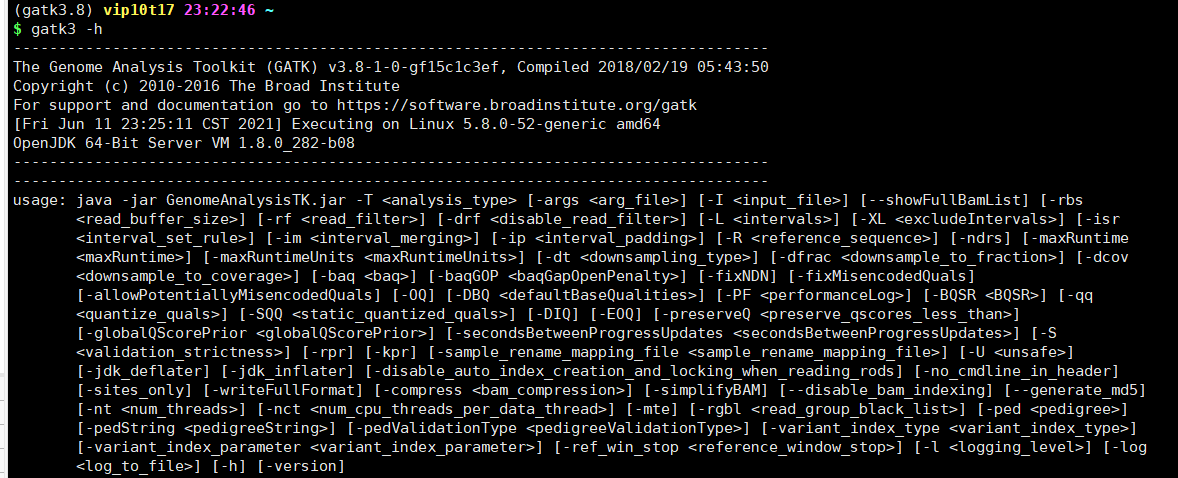 (gatk3.8) vip10t17 23:22:46 ~
$ gatk3 -h
------------------------------------------------------------------------------------
The Genome Analysis Toolkit (GATK) v3.8-1-0-gf15c1c3ef, Compiled 2018/02/19 05:43:50
Copyright (c) 2010-2016 The Broad Institute
For support and documentation go to https://software.broadinstitute.org/gatk
[Fri Jun 11 23:25:11 CST 2021] Executing on Linux 5.8.0-52-generic amd64
OpenJDK 64-Bit Server VM 1.8.0_282-b08
------------------------------------------------------------------------------------
------------------------------------------------------------------------------------
usage: java -jar GenomeAnalysisTK.jar -T <analysis_type> [-args <arg_file>] [-I <input_file>] [--showFullBamList] [-rbs
<read_buffer_size>] [-rf <read_filter>] [-drf <disable_read_filter>] [-L <intervals>] [-XL <excludeIntervals>] [-isr
<interval_set_rule>] [-im <interval_merging>] [-ip <interval_padding>] [-R <reference_sequence>] [-ndrs] [-maxRuntime
<maxRuntime>] [-maxRuntimeUnits <maxRuntimeUnits>] [-dt <downsampling_type>] [-dfrac <downsample_to_fraction>] [-dcov
<downsample_to_coverage>] [-baq <baq>] [-baqGOP <baqGapOpenPenalty>] [-fixNDN] [-fixMisencodedQuals]
[-allowPotentiallyMisencodedQuals] [-OQ] [-DBQ <defaultBaseQualities>] [-PF <performanceLog>] [-BQSR <BQSR>] [-qq
<quantize_quals>] [-SQQ <static_quantized_quals>] [-DIQ] [-EOQ] [-preserveQ <preserve_qscores_less_than>]
[-globalQScorePrior <globalQScorePrior>] [-secondsBetweenProgressUpdates <secondsBetweenProgressUpdates>] [-S
<validation_strictness>] [-rpr] [-kpr] [-sample_rename_mapping_file <sample_rename_mapping_file>] [-U <unsafe>]
[-jdk_deflater] [-jdk_inflater] [-disable_auto_index_creation_and_locking_when_reading_rods] [-no_cmdline_in_header]
[-sites_only] [-writeFullFormat] [-compress <bam_compression>] [-simplifyBAM] [--disable_bam_indexing] [--generate_md5]
[-nt <num_threads>] [-nct <num_cpu_threads_per_data_thread>] [-mte] [-rgbl <read_group_black_list>] [-ped <pedigree>]
[-pedString <pedigreeString>] [-pedValidationType <pedigreeValidationType>] [-variant_index_type <variant_index_type>]
[-variant_index_parameter <variant_index_parameter>] [-ref_win_stop <reference_window_stop>] [-l <logging_level>] [-log
<log_to_file>] [-h] [-version]